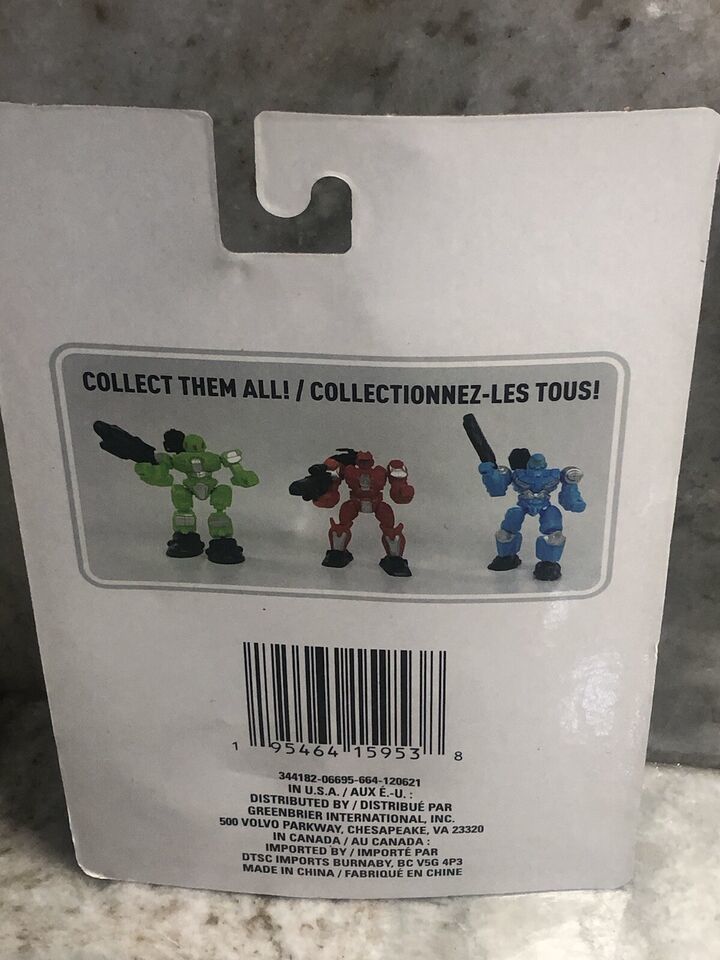 COLLECT THEM ALL! / COLLECTIONNEZ-LES TOUS!
1 95464 15953 8
344182-06695-664-120621
IN U.S.A. / AUX É.-U. :
DISTRIBUTED BY / DISTRIBUÉ PAR
GREENBRIER INTERNATIONAL, INC.
500 VOLVO PARKWAY, CHESAPEAKE, VA 23320
IN CANADA / AU CANADA :
IMPORTED BY / IMPORTÉ PAR
DTSC IMPORTS BURNABY, BC V5G 4P3
MADE IN CHINA / FABRIQUÉ EN CHINE